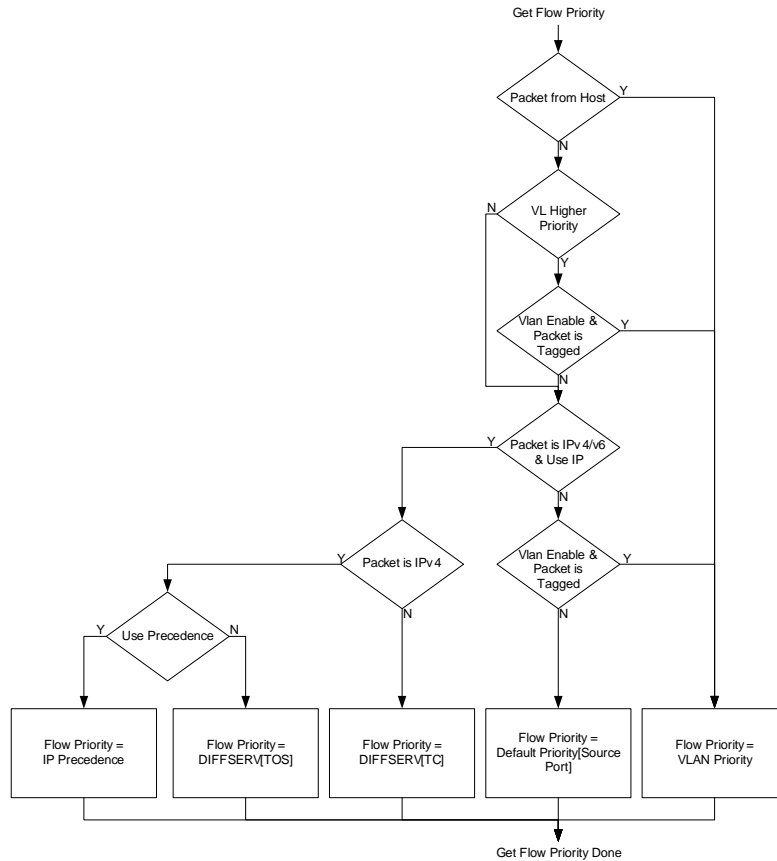 Get Flow Priority
Packet from Host
Y
N
VL Higher
Priority
N
Y
Vlan Enable &
Packet is
Tagged
Y
N
Packet is IPv4/v6
& Use IP
Y
N
Packet is IPv4
Y
N
Vlan Enable &
Packet is
Tagged
Y
N
Use Precedence
Y
N
Flow Priority =
IP Precedence
Flow Priority =
DIFFSERV[TOS]
Flow Priority =
DIFFSERV[TC]
Flow Priority =
Default Priority[Source
Port]
Flow Priority =
VLAN Priority
Get Flow Priority Done